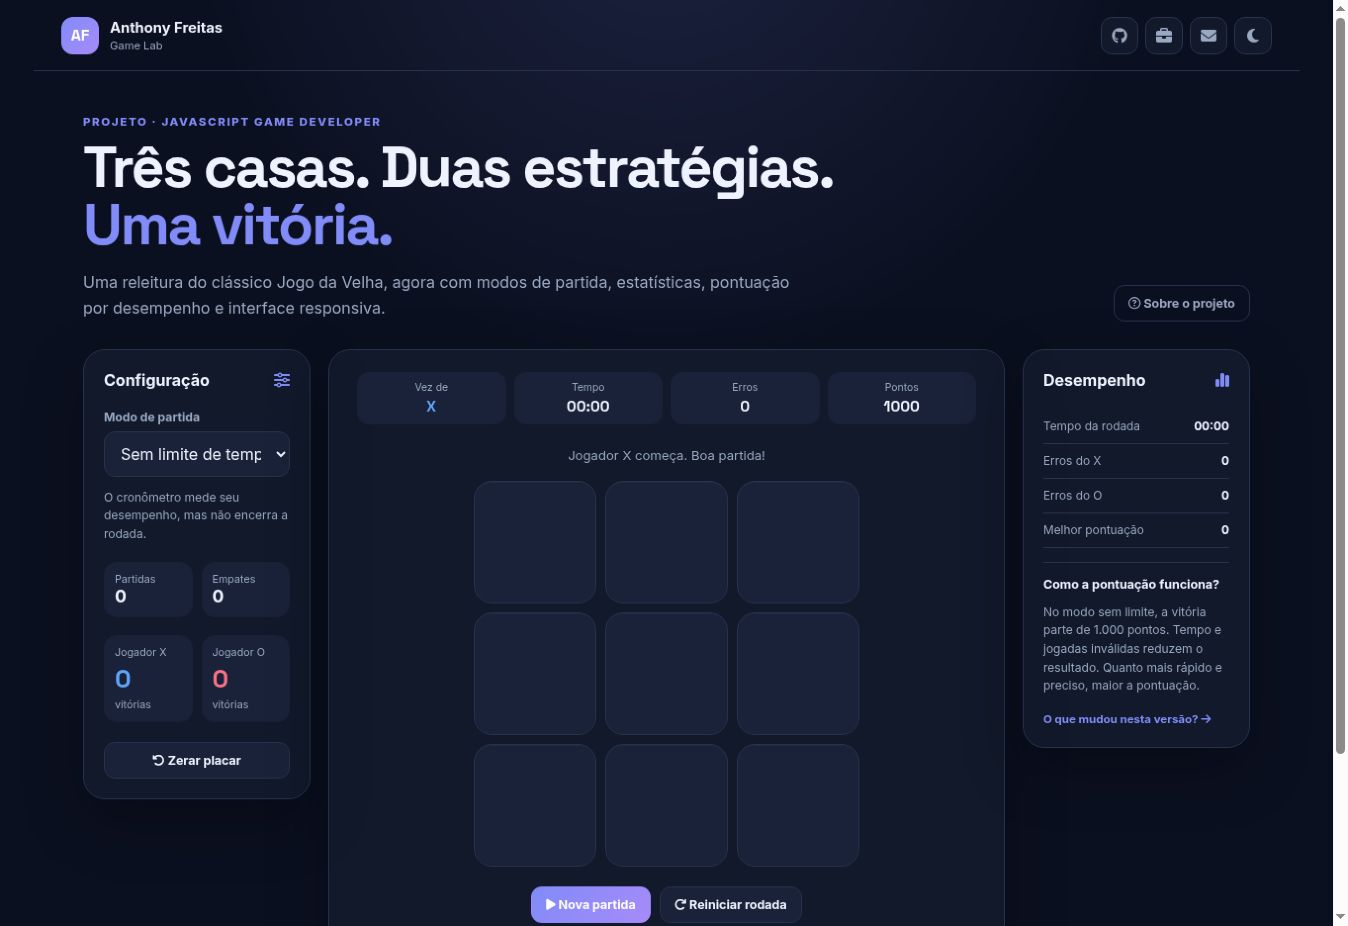 AF
Anthony Freitas
Game Lab
PROJETO · JAVASCRIPT GAME DEVELOPER
Três casas. Duas estratégias.
Uma vitória.
Uma releitura do clássico Jogo da Velha, agora com modos de partida, estatísticas, pontuação
por desempenho e interface responsiva.
Sobre o projeto
Configuração
Modo de partida
Sem limite de temp
O cronômetro mede seu
desempenho, mas não encerra a
rodada.
Partidas
0
Empates
0
Jogador X
0
vitórias
Jogador O
0
vitórias
Zerar placar
Vez de
X
Tempo
00:00
Erros
0
Pontos
1000
Jogador X começa. Boa partida!
Nova partida
Reiniciar rodada
Desempenho
Tempo da rodada 00:00
Erros do X 0
Erros do O 0
Melhor pontuação 0
Como a pontuação funciona?
No modo sem limite, a vitória
parte de 1.000 pontos. Tempo e
jogadas inválidas reduzem o
resultado. Quanto mais rápido e
preciso, maior a pontuação.
O que mudou nesta versão? →